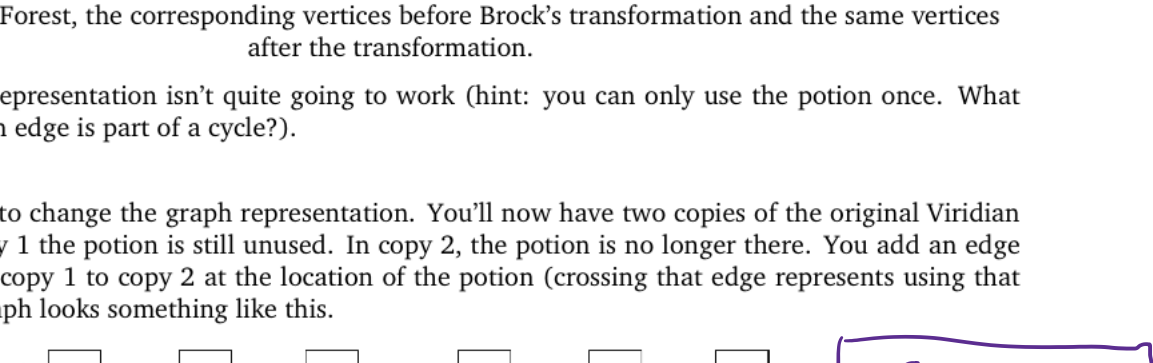 Forest, the corresponding vertices before Brock's transformation and the same vertices
after the transformation.
epresentation isn't quite going to work (hint: you can only use the potion once. What
edge is part of a cycle?).
to change the graph representation. You'll now have two copies of the original Viridian
1 the potion is still unused. In copy 2, the potion is no longer there. You add an edge
copy 1 to copy 2 at the location of the potion (crossing that edge represents using that
ph looks something like this.